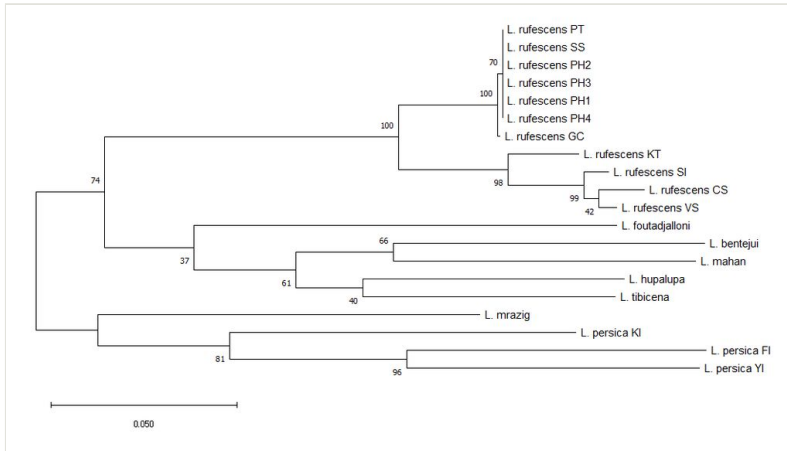 L. rufescens PT
L. rufescens SS
70
L. rufescens PH2
L. rufescens PH3
100
L. rufescens PH1
L. rufescens PH4
100
L. rufescens GC
L. rufescens KT
L. rufescens SI
74
98
L. rufescens CS
99
42
L. rufescens VS
L. foutadjalloni
66
L. bentejui
37
L. mahan
61
L. hupalupa
40
L. tibicena
L. mrazig
L. persica KI
81
L. persica FI
96
L. persica YI
0.050